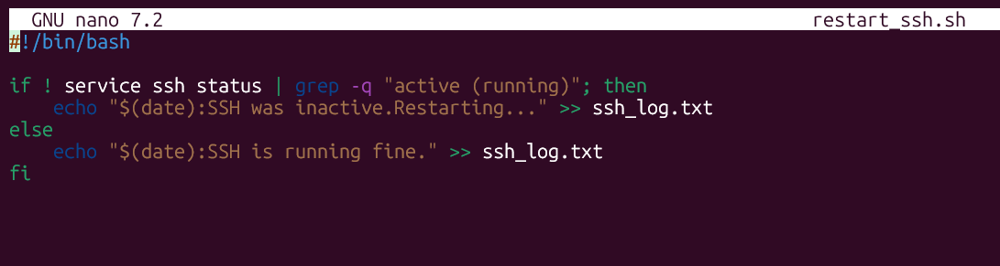 GNU nano 7.2 restart_ssh.sh
#!/bin/bash
if ! service ssh status | grep -q "active (running)"; then
    echo "$(date):SSH was inactive.Restarting..." >> ssh_log.txt
else
    echo "$(date):SSH is running fine." >> ssh_log.txt
fi